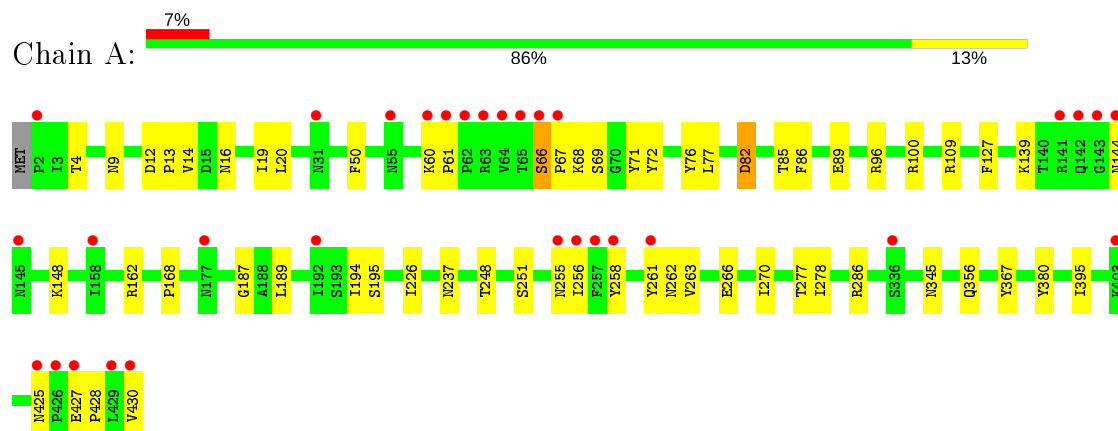 7%
Chain A:
86%
13%
MET P2 I3 T4 N9 D12 P13 V14 D15 N16 I19 L20 N31 F50 N55 K60 P61 P62 R63 V64 T65 S66 P67 K68 S69 G70 Y71 Y72 Y76 L77 D82 T85 F86 E89 R96 R100 R109 F127 K139 T140 R141 Q142 G143 N144
N145 K148 I158 R162 P168 N177 G187 A188 L189 I192 S193 I194 S195 I226 N237 T248 S251 N255 I256 F257 Y258 Y261 N262 V263 E266 I270 T277 I278 R286 S336 N345 Q356 Y367 Y380 I395 K403
N425 P426 E427 P428 L429 V430